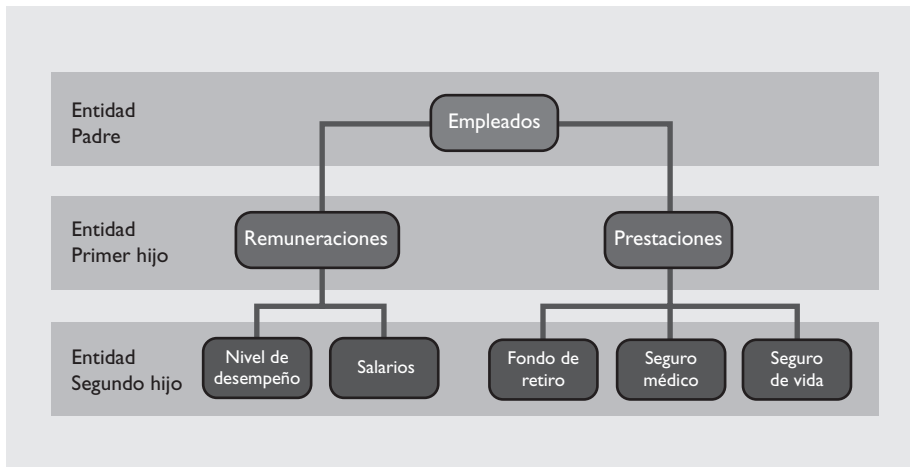 Entidad
Padre
Empleados
Entidad
Primer hijo
Remuneraciones
Prestaciones
Entidad
Segundo hijo
Nivel de
desempeño
Salarios
Fondo de
retiro
Seguro
médico
Seguro
de vida